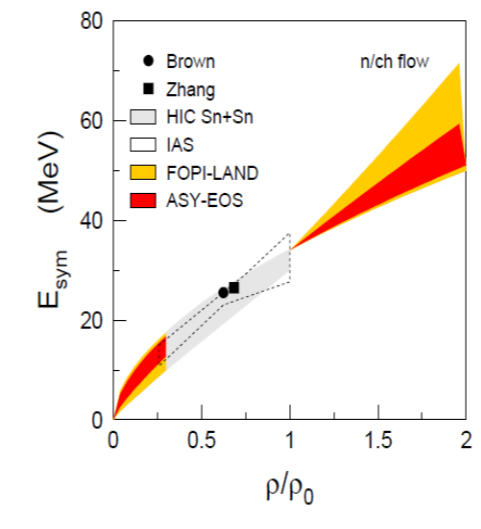 80
60
40
20
0
E_sym (MeV)
Brown
Zhang
HIC Sn+Sn
IAS
FOPI-LAND
ASY-EOS
n/ch flow
0 0.5 1 1.5 2
ρ/ρ₀